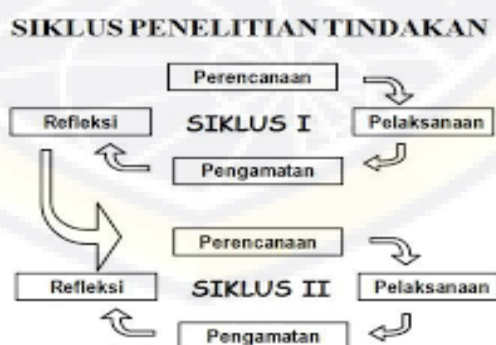 SIKLUS PENELITIAN TINDAKAN
Perencanaan
Refleksi SIKLUS I Pelaksanaan
Pengamatan
Perencanaan
Refleksi SIKLUS II Pelaksanaan
Pengamatan